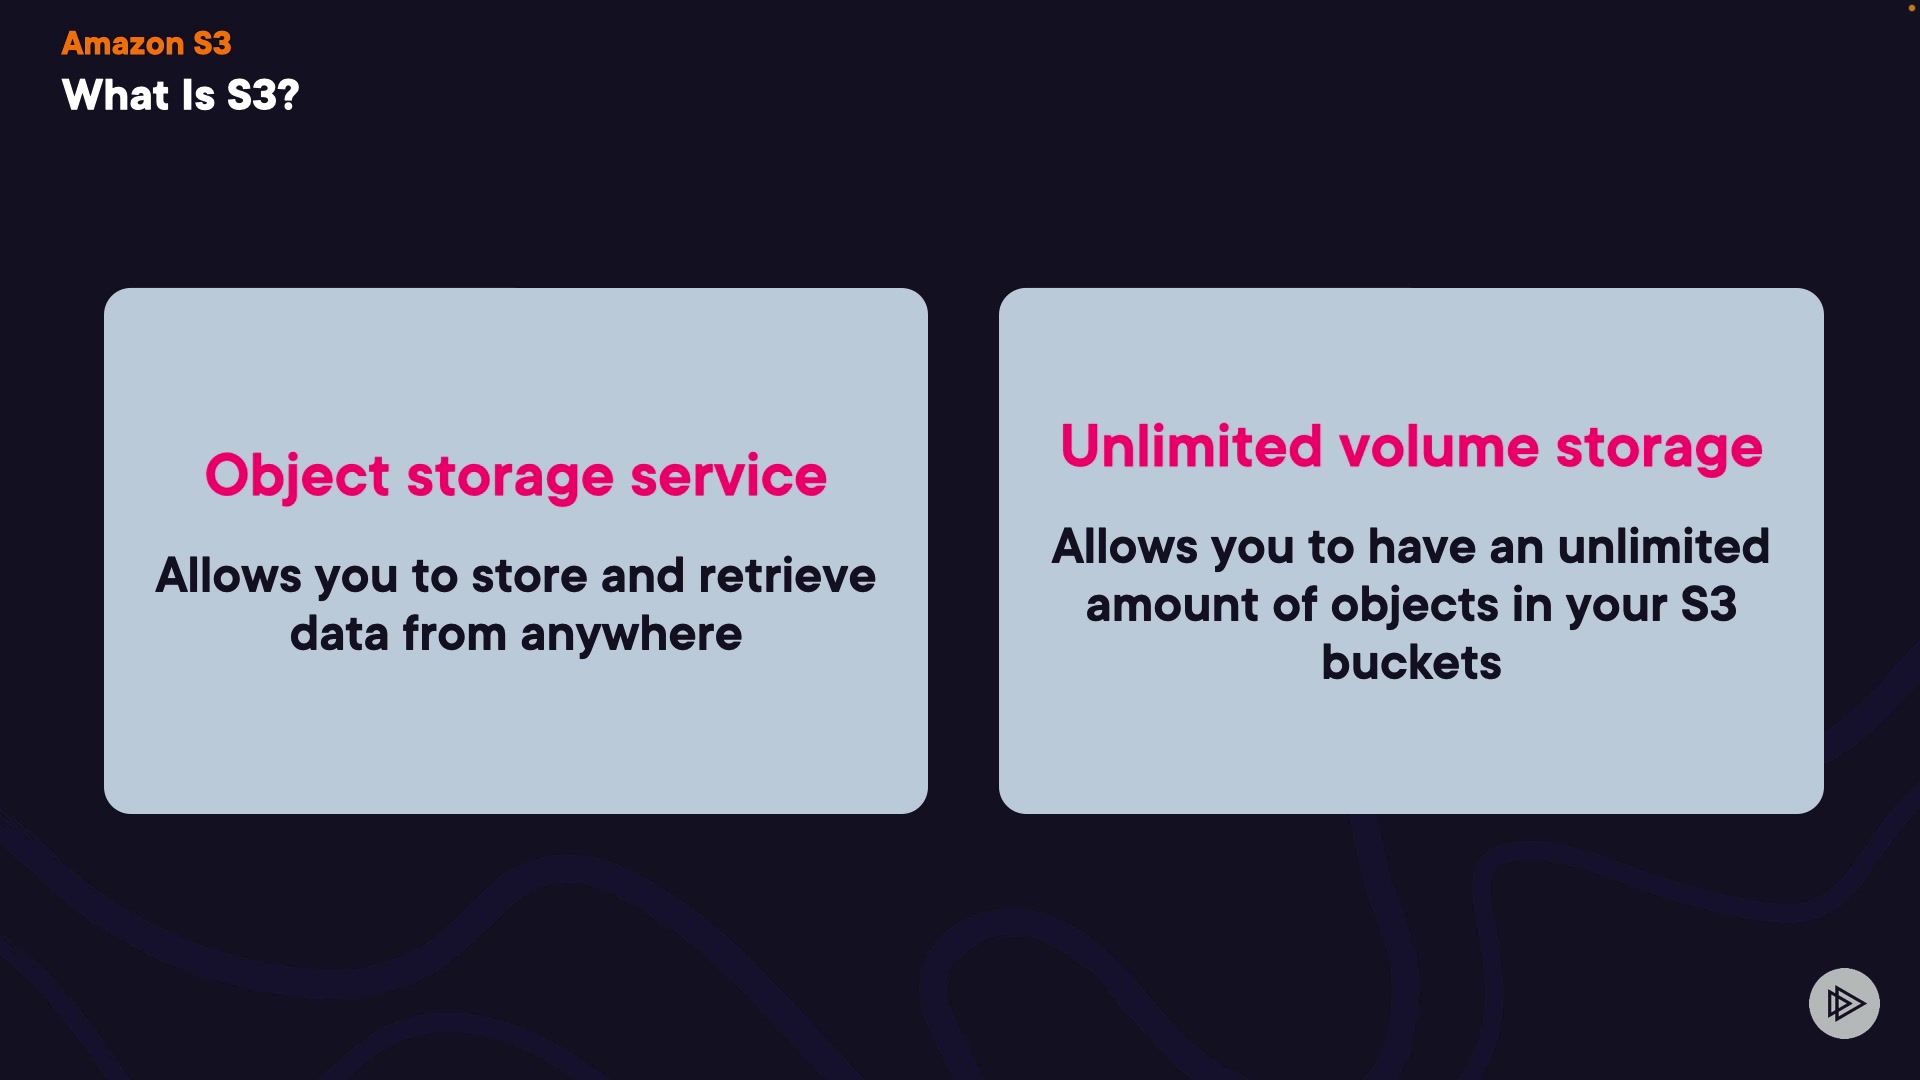 Amazon S3
What Is S3?
Object storage service
Allows you to store and retrieve
data from anywhere
Unlimited volume storage
Allows you to have an unlimited
amount of objects in your S3
buckets